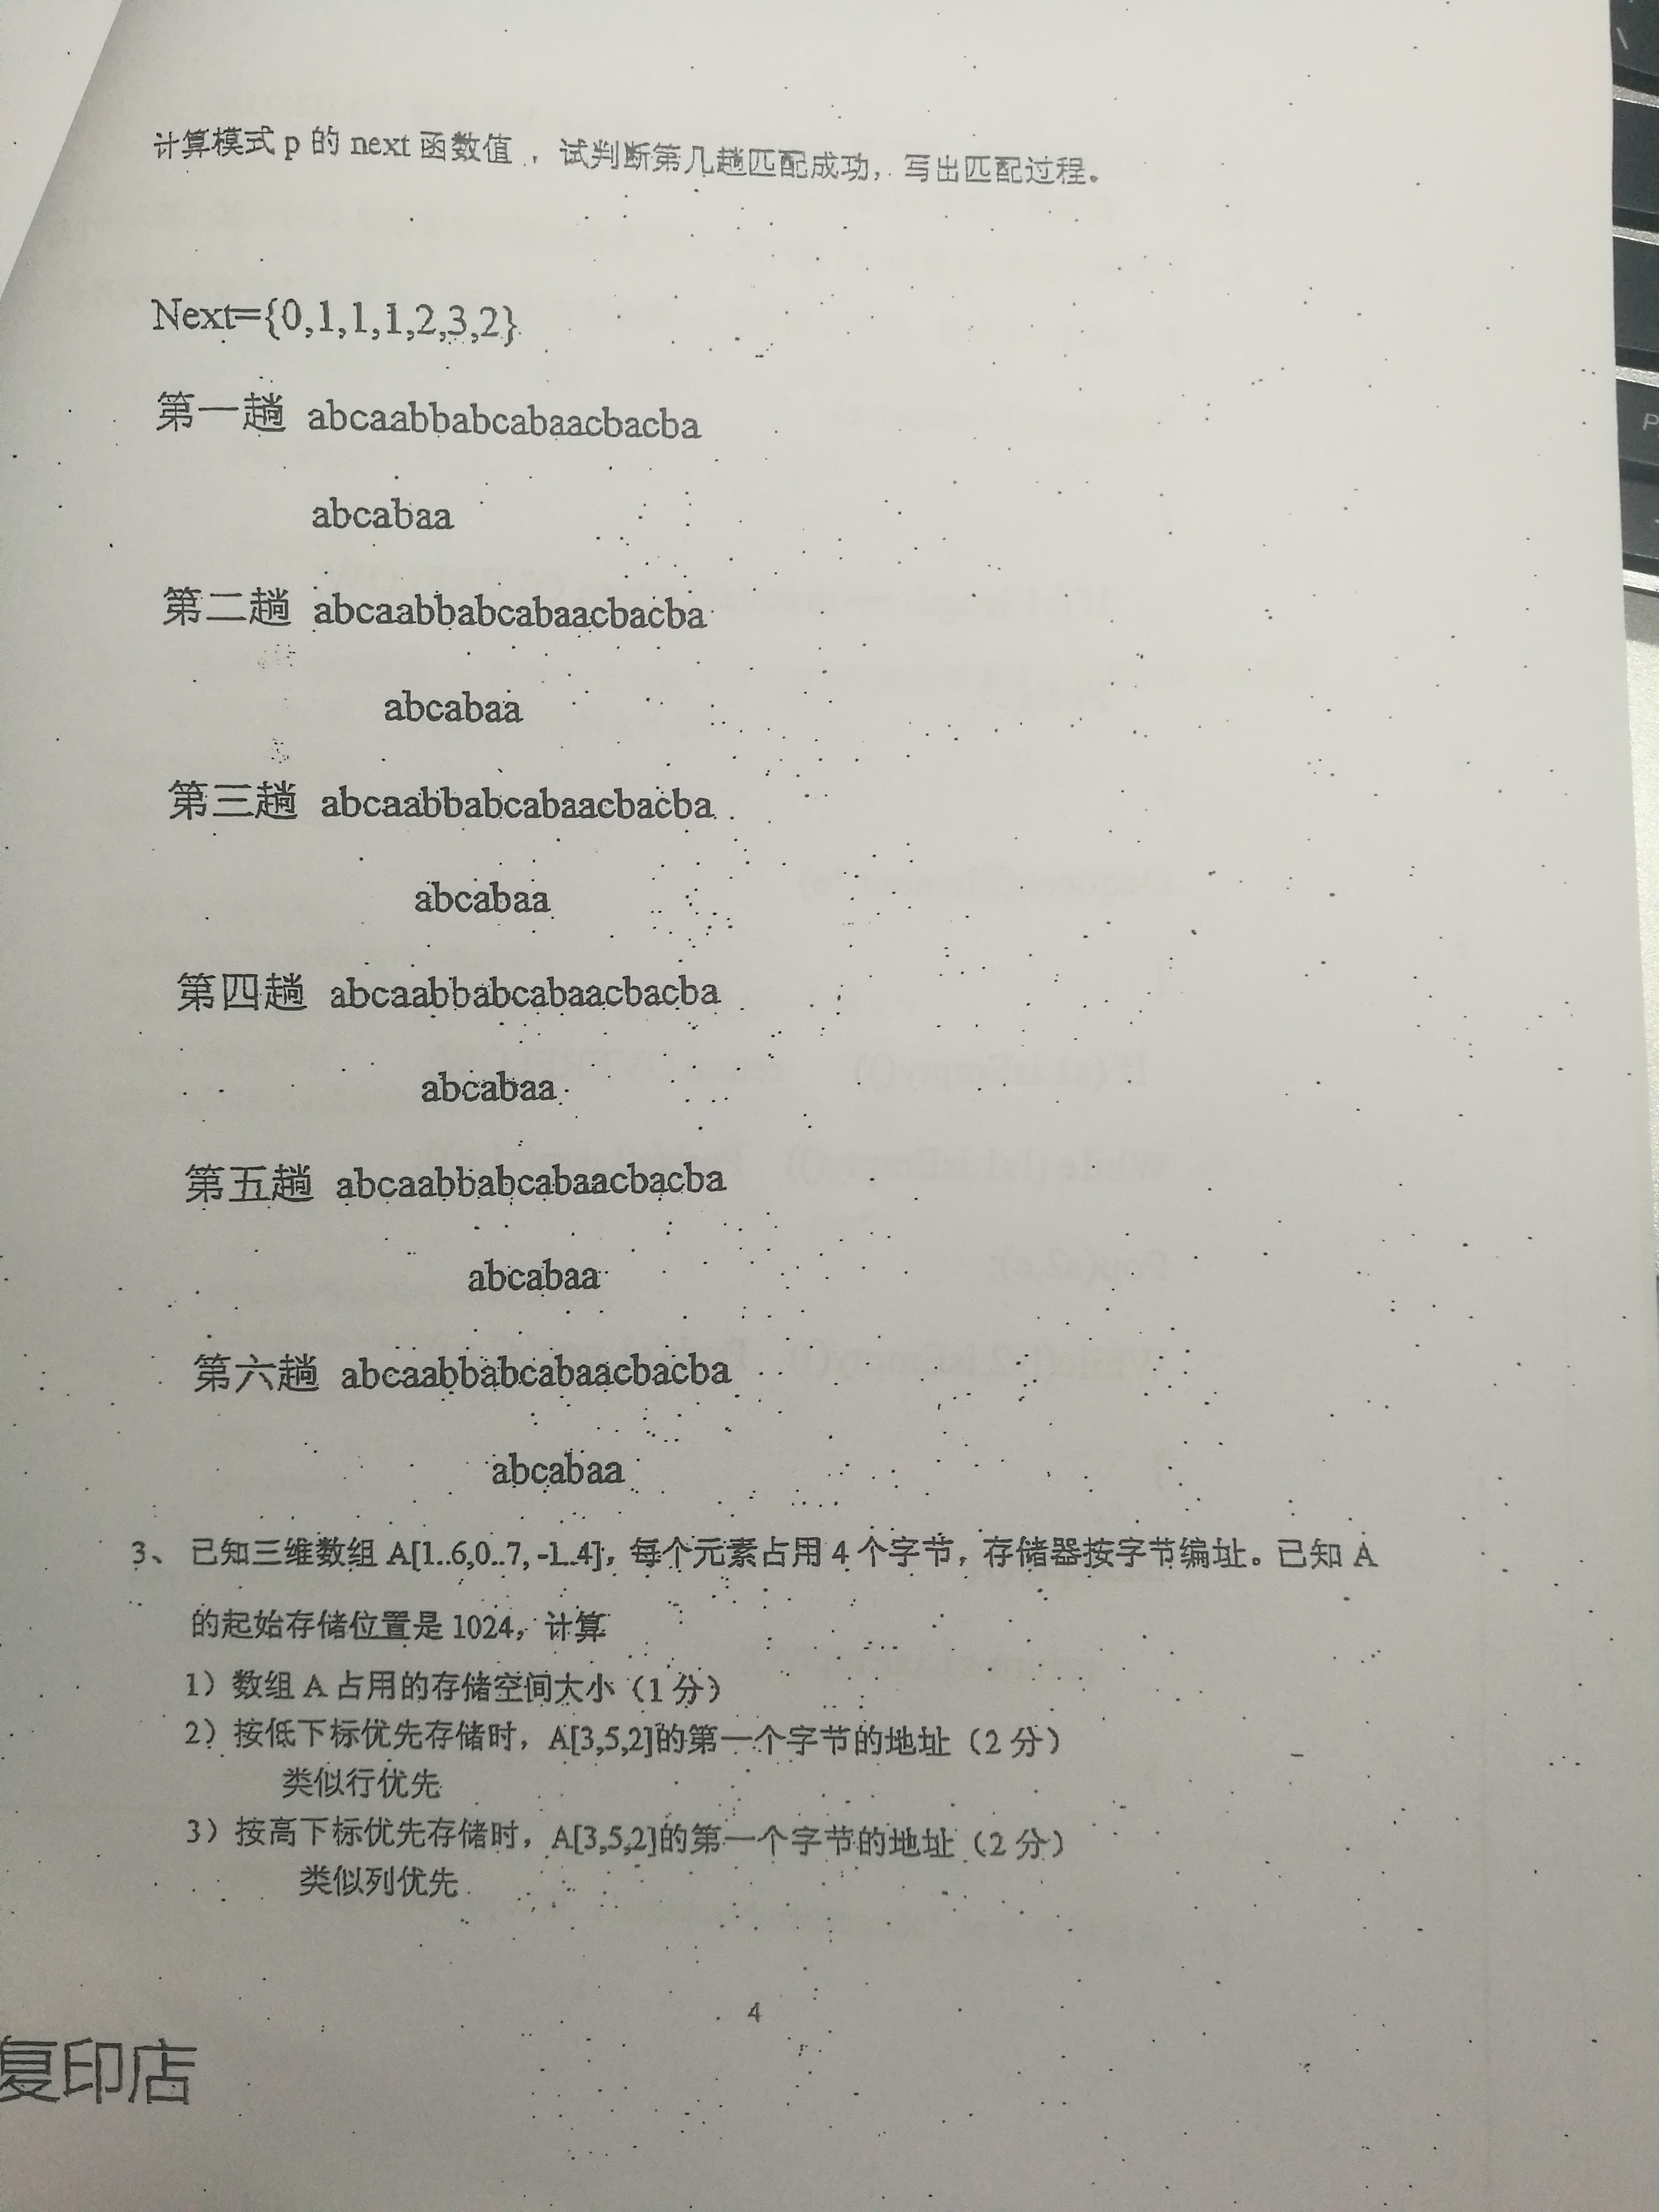 计算模式 p 的 next 函数值，试判断第几趟匹配成功，写出匹配过程。
Next={0,1,1,1,2,3,2}
第一趟 abcaabbabcabaacbacba
abcabaa
第二趟 abcaabbabcabaacbacba
abcabaa
第三趟 abcaabbabcabaacbacba
abcabaa
第四趟 abcaabbabcabaacbacba
abcabaa
第五趟 abcaabbabcabaacbacba
abcabaa
第六趟 abcaabbabcabaacbacba
abcabaa
3、 已知三维数组 A[1..6,0..7, -1..4]，每个元素占用 4 个字节，存储器按字节编址。已知 A
的起始存储位置是 1024，计算
1）数组 A 占用的存储空间大小（1 分）
2）按低下标优先存储时，A[3,5,2]的第一个字节的地址（2 分）
类似行优先
3）按高下标优先存储时，A[3,5,2]的第一个字节的地址（2 分）
类似列优先
4
复印店
P